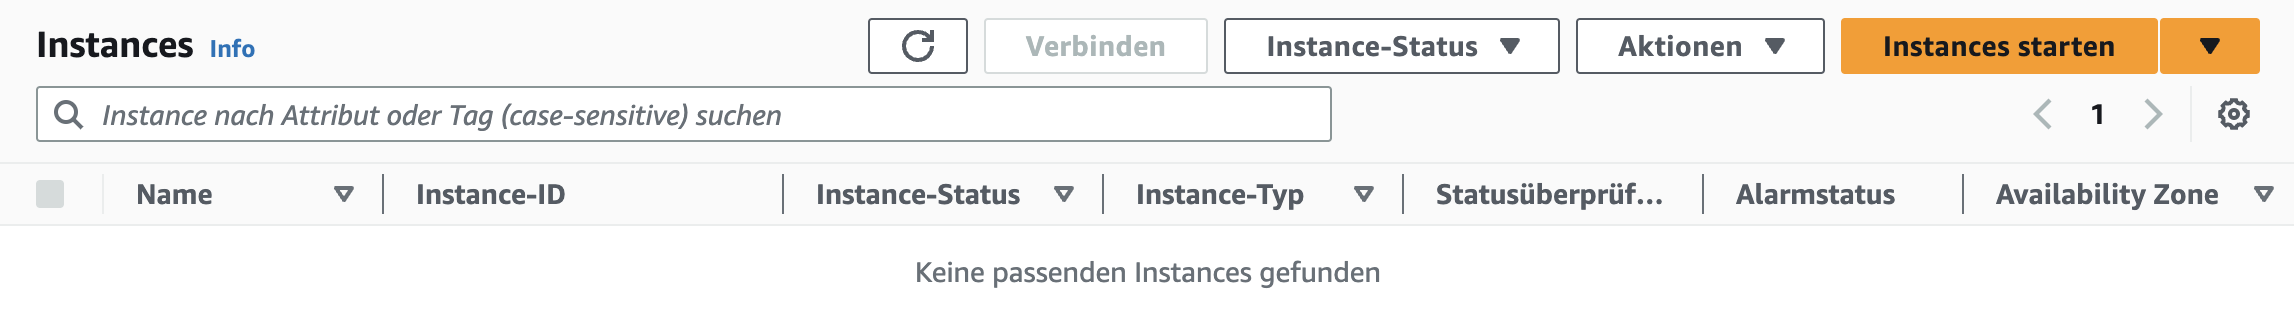 Instances Info Verbinden Instance-Status Aktionen Instances starten
Instance nach Attribut oder Tag (case-sensitive) suchen 1
Name Instance-ID Instance-Status Instance-Typ Statusüberprüf... Alarmstatus Availability Zone
Keine passenden Instances gefunden